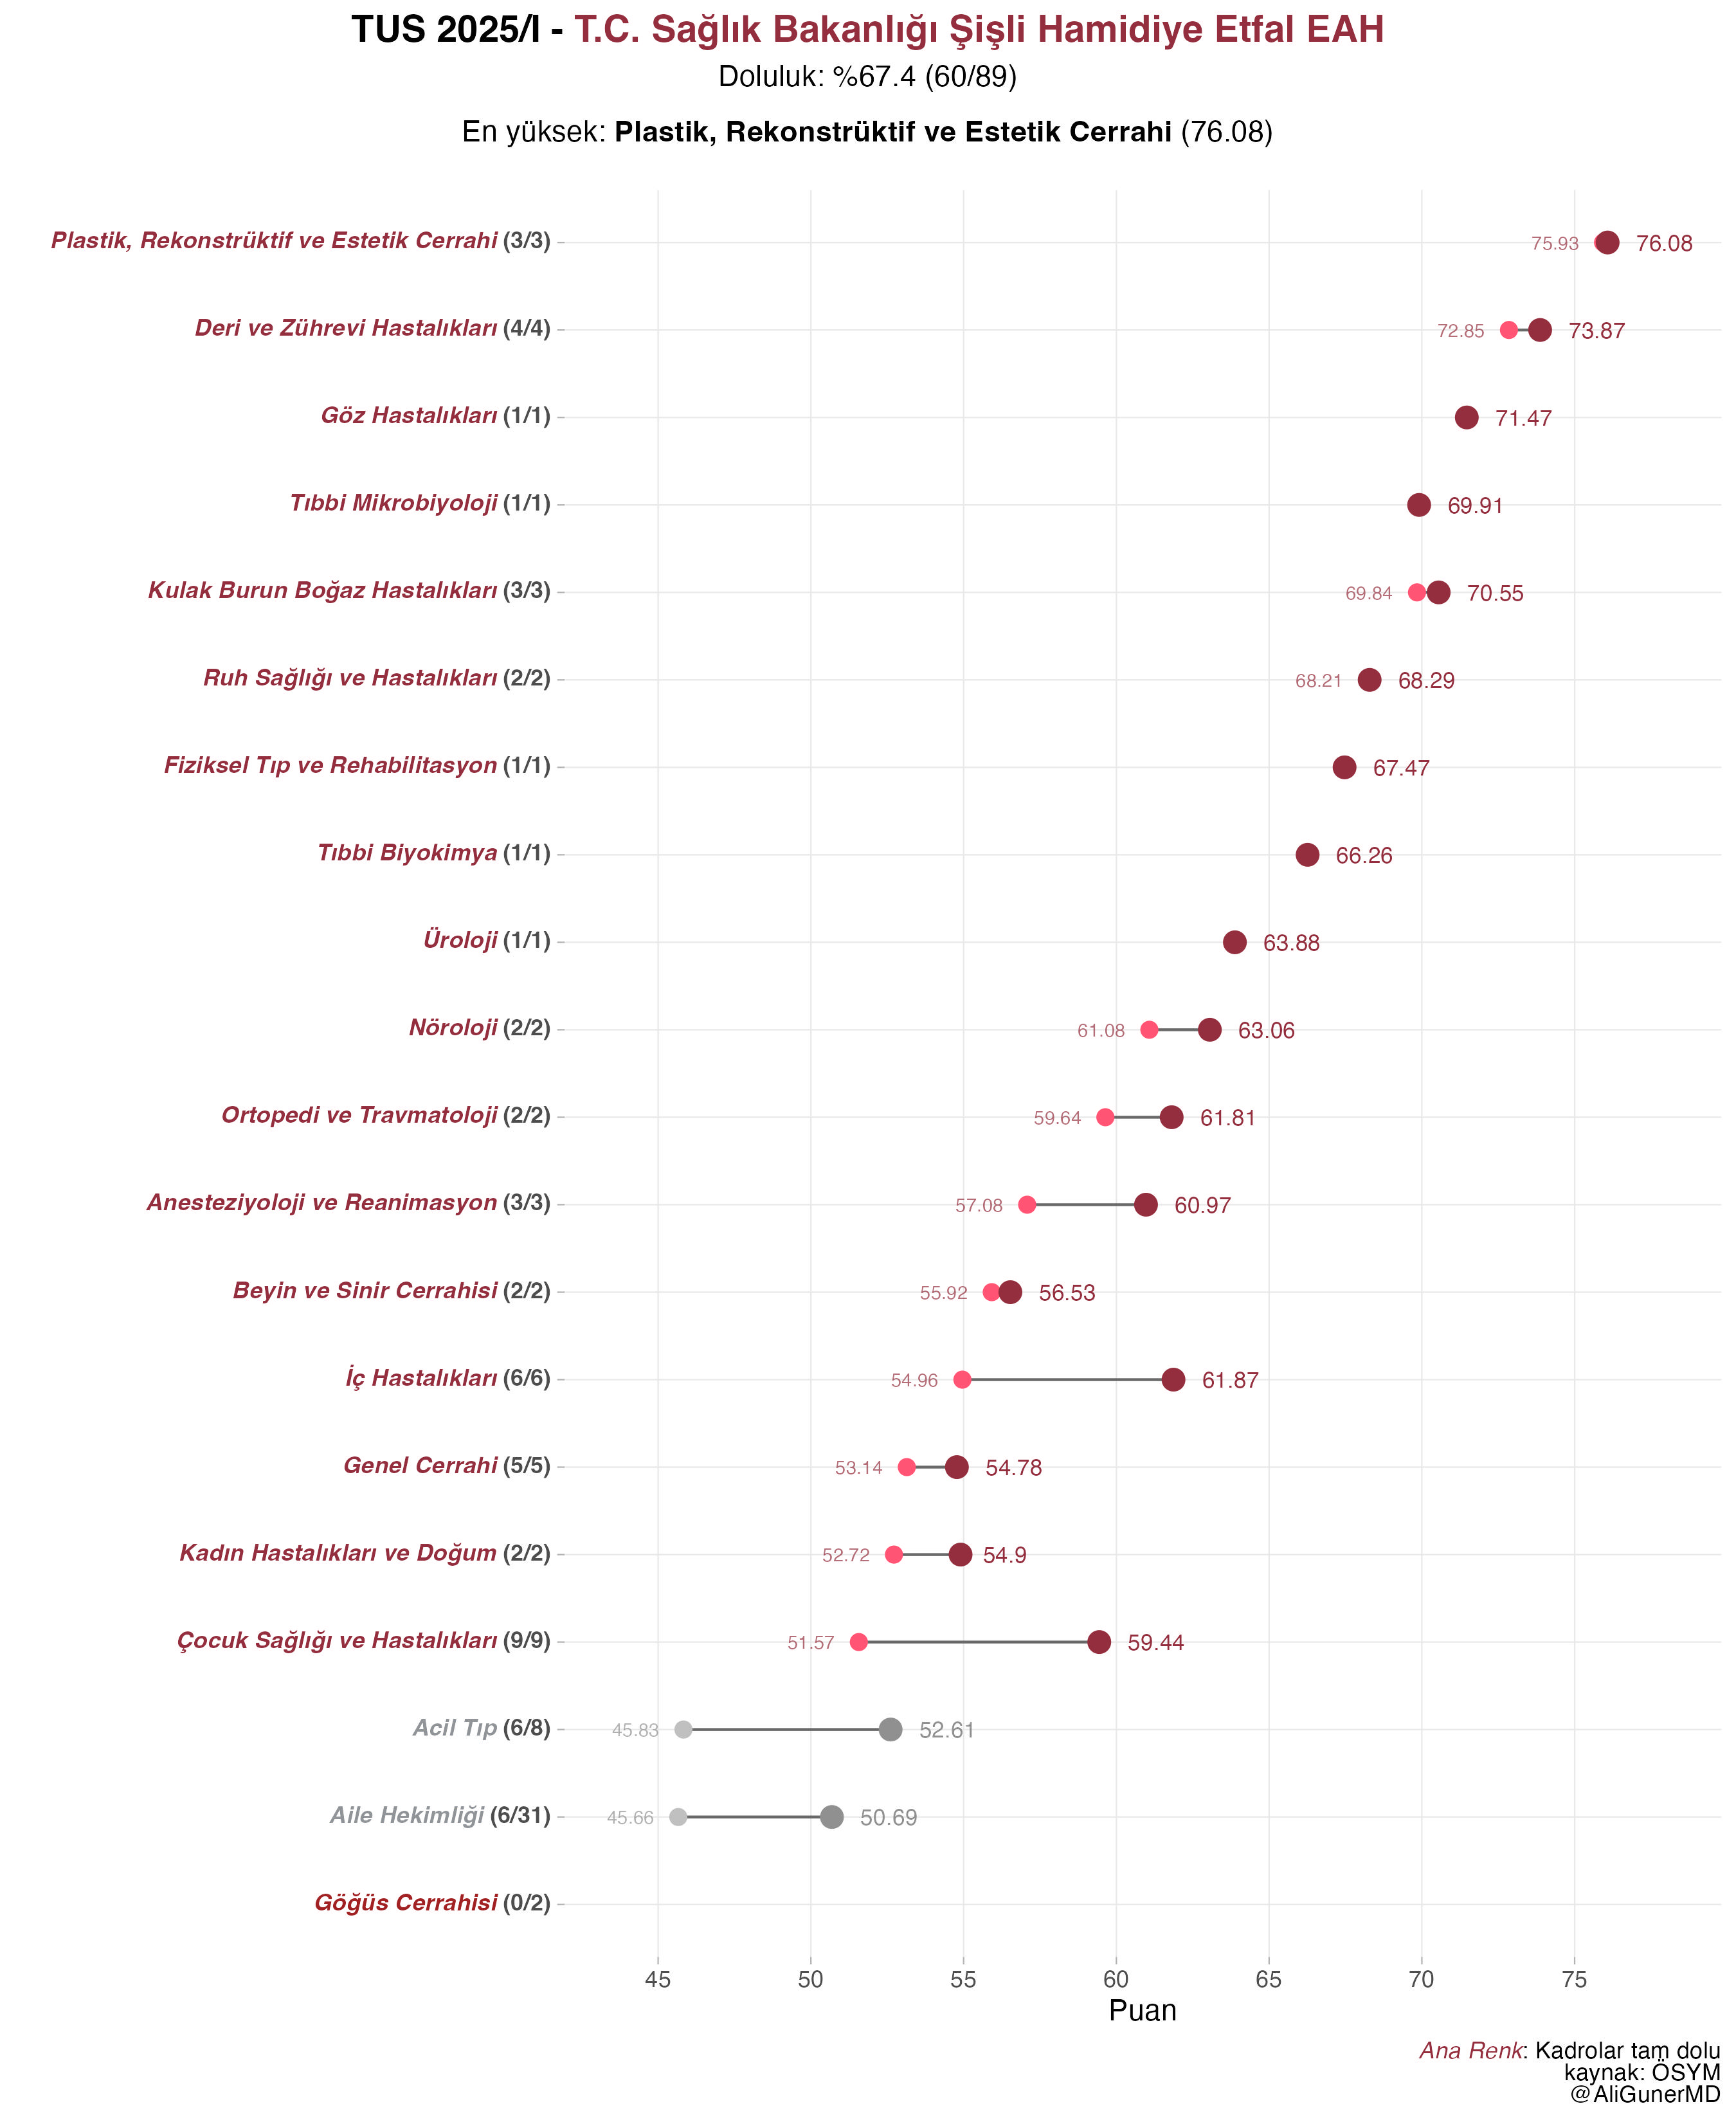 TUS 2025/I - T.C. Sağlık Bakanlığı Şişli Hamidiye Etfal EAH
Doluluk: %67.4 (60/89)
En yüksek: Plastik, Rekonstrüktif ve Estetik Cerrahi (76.08)
Plastik, Rekonstrüktif ve Estetik Cerrahi (3/3) 75.93 76.08
Deri ve Zührevi Hastalıkları (4/4) 72.85 73.87
Göz Hastalıkları (1/1) 71.47
Tıbbi Mikrobiyoloji (1/1) 69.91
Kulak Burun Boğaz Hastalıkları (3/3) 69.84 70.55
Ruh Sağlığı ve Hastalıkları (2/2) 68.21 68.29
Fiziksel Tıp ve Rehabilitasyon (1/1) 67.47
Tıbbi Biyokimya (1/1) 66.26
Üroloji (1/1) 63.88
Nöroloji (2/2) 61.08 63.06
Ortopedi ve Travmatoloji (2/2) 59.64 61.81
Anesteziyoloji ve Reanimasyon (3/3) 57.08 60.97
Beyin ve Sinir Cerrahisi (2/2) 55.92 56.53
İç Hastalıkları (6/6) 54.96 61.87
Genel Cerrahi (5/5) 53.14 54.78
Kadın Hastalıkları ve Doğum (2/2) 52.72 54.9
Çocuk Sağlığı ve Hastalıkları (9/9) 51.57 59.44
Acil Tıp (6/8) 45.83 52.61
Aile Hekimliği (6/31) 45.66 50.69
Göğüs Cerrahisi (0/2)
45 50 55 60 65 70 75
Puan
Ana Renk: Kadrolar tam dolu
kaynak: ÖSYM
@AliGunerMD